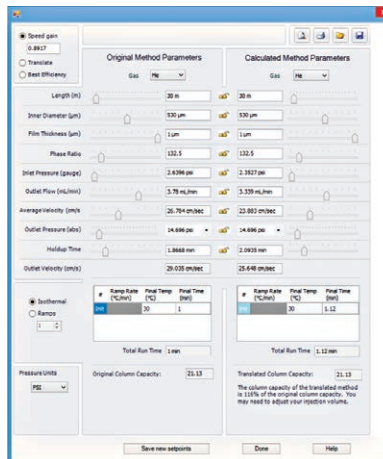 Speed gain
0.8917
Translate
Best Efficiency
Original Method Parameters
Calculated Method Parameters
Gas He
Gas He
Length (m) 30 m 30 m
Inner Diameter (µm) 530 µm 530 µm
Film Thickness (µm) 1 µm 1 µm
Phase Ratio 132.5 132.5
Inlet Pressure (gauge) 2.6396 psi 2.3527 psi
Outlet Flow (mL/min) 3.78 mL/min 3.339 mL/min
Average Velocity (cm/s 26.784 cm/sec 23.883 cm/sec
Outlet Pressure (abs) 14.696 psi 14.696 psi
Holdup Time 1.8668 min 2.0935 min
Outlet Velocity (cm/s) 29.035 cm/sec 25.648 cm/sec
Isothermal
Ramps
1
# Ramp Rate (°C/min) Final Temp (°C) Final Time (min)
Init 30 1
# Ramp Rate (°C/min) Final Temp (°C) Final Time (min)
Init 30 1.12
Total Run Time 1 min
Total Run Time 1.12 min
Pressure Units
PSI
Original Column Capacity: 21.13
Translated Column Capacity: 21.13
The column capacity of the translated method
is 116% of the original column capacity. You
may need to adjust your injection volume.
Save new setpoints
Done
Help